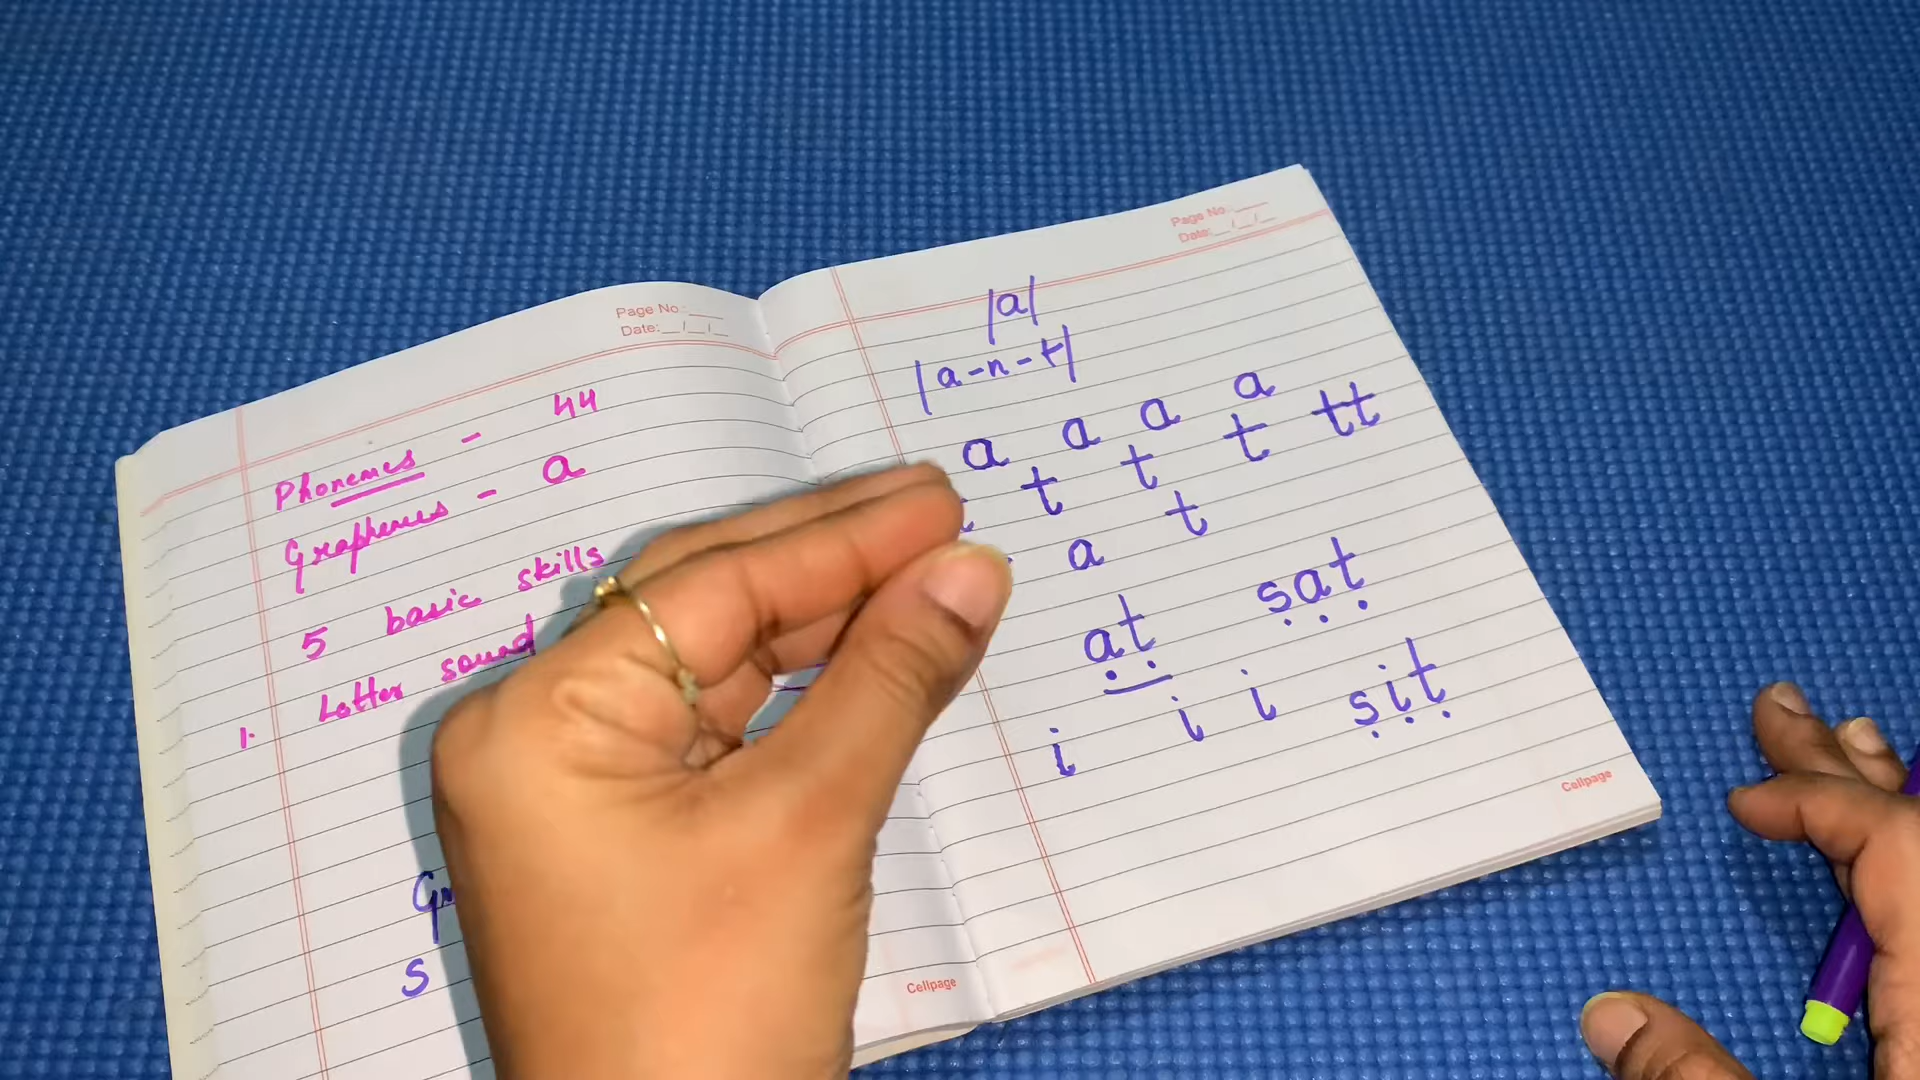 Page No.:
Date: / /
Phonemes - 44
Graphemes - a
5 basic skills
1. Letter sound
S
Cellpage
Page No.:
Date: / /
/a/
/a-n-t/
a a a a
t t t tt
a t
at sat
i i i sit
Cellpage